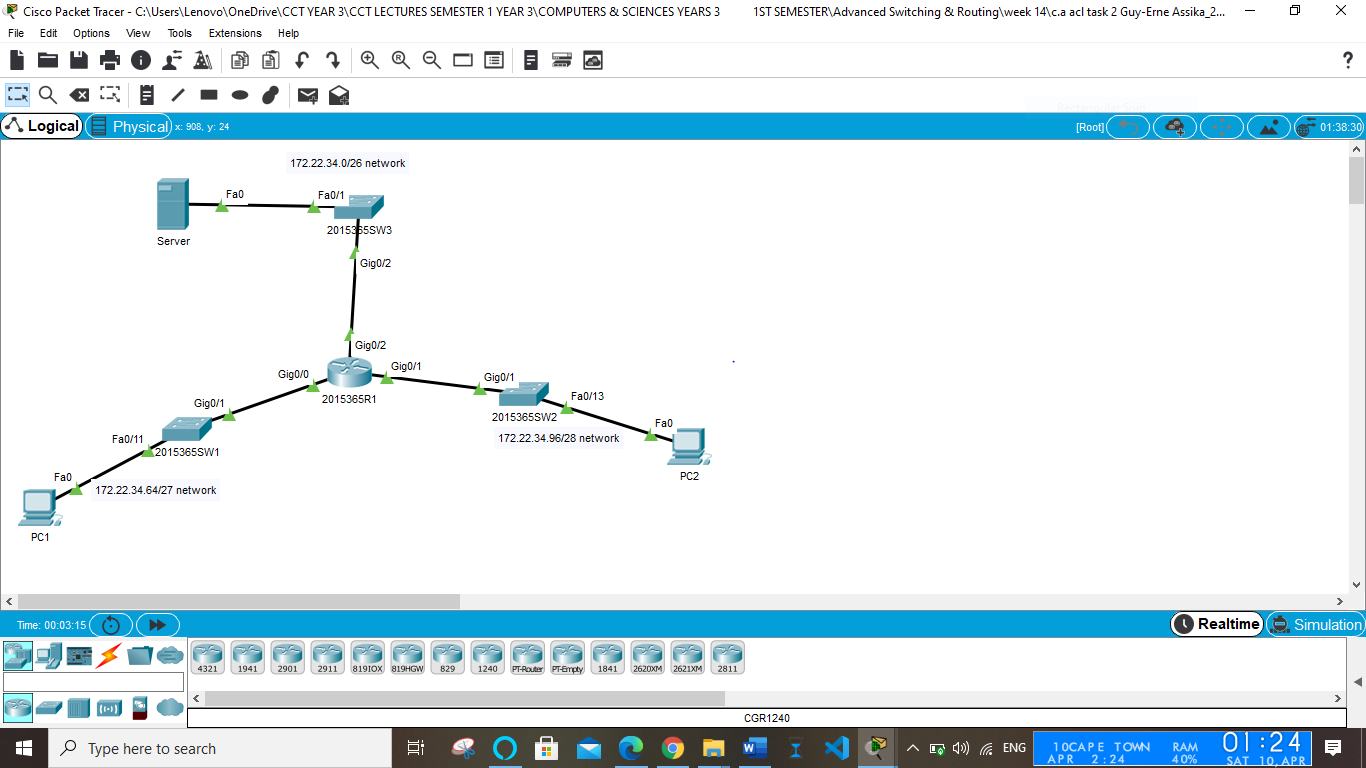 Cisco Packet Tracer - C:\Users\Lenovo\OneDrive\CCT YEAR 3\CCT LECTURES SEMESTER 1 YEAR 3\COMPUTERS & SCIENCES YEARS 3 1ST SEMESTER\Advanced Switching & Routing\week 14\c.a acl task 2 Guy-Erne Assika_2...
File Edit Options View Tools Extensions Help
?
Logical Physical x: 908, y: 24 [Root] 01:38:30
172.22.34.0/26 network
Fa0 Fa0/1
2015365SW3
Server
Gig0/2
Gig0/2
Gig0/1
Gig0/0
Gig0/1
2015365R1
Fa0/13
Gig0/1
2015365SW2
Fa0
Fa0/11
172.22.34.96/28 network
2015365SW1
Fa0
PC2
172.22.34.64/27 network
PC1
Time: 00:03:15 Realtime Simulation
4321 1941 2901 2911 819IOX 819HGW 829 1240 PT-Router PT-Empty 1841 2620XM 2621XM 2811
CGR1240
Type here to search
ENG
10CAPE TOWN RAM 01:24
APR 2:24 40% SAT 10,APR